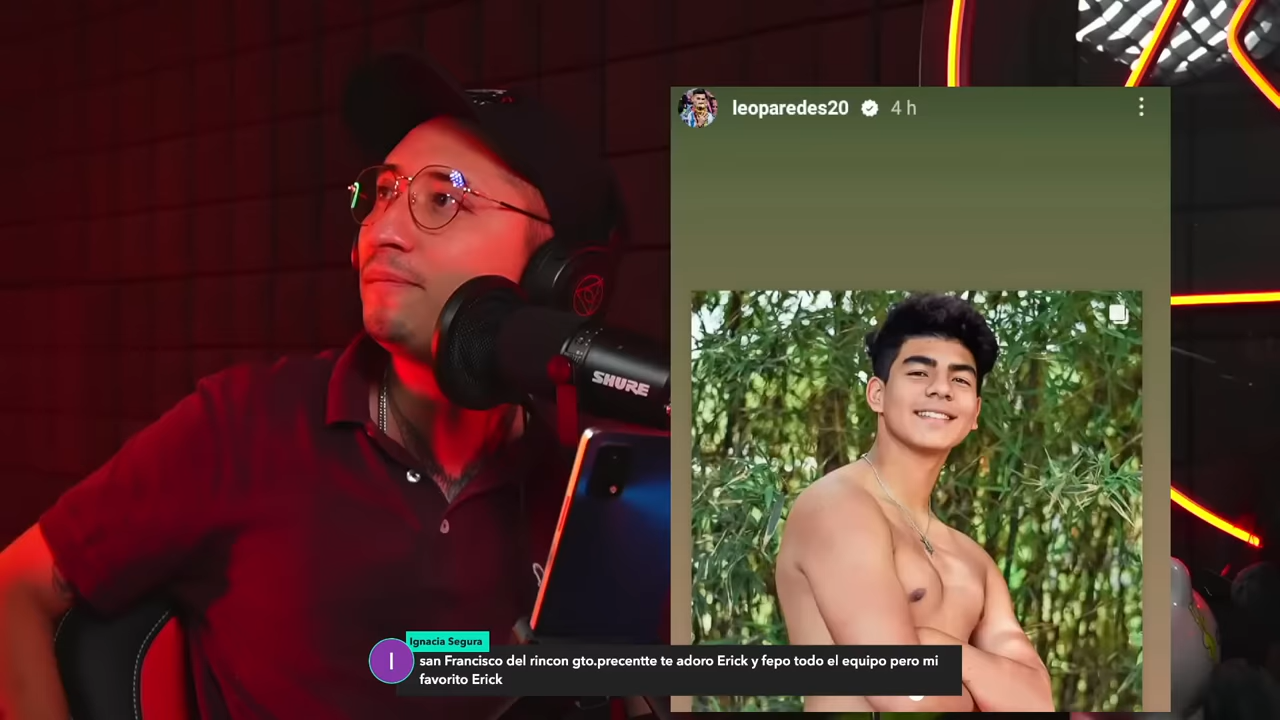 leoparedes20 4 h
SHURE
I
Ignacia Segura
san Francisco del rincon gto.precentte te adoro Erick y fepo todo el equipo pero mi
favorito Erick